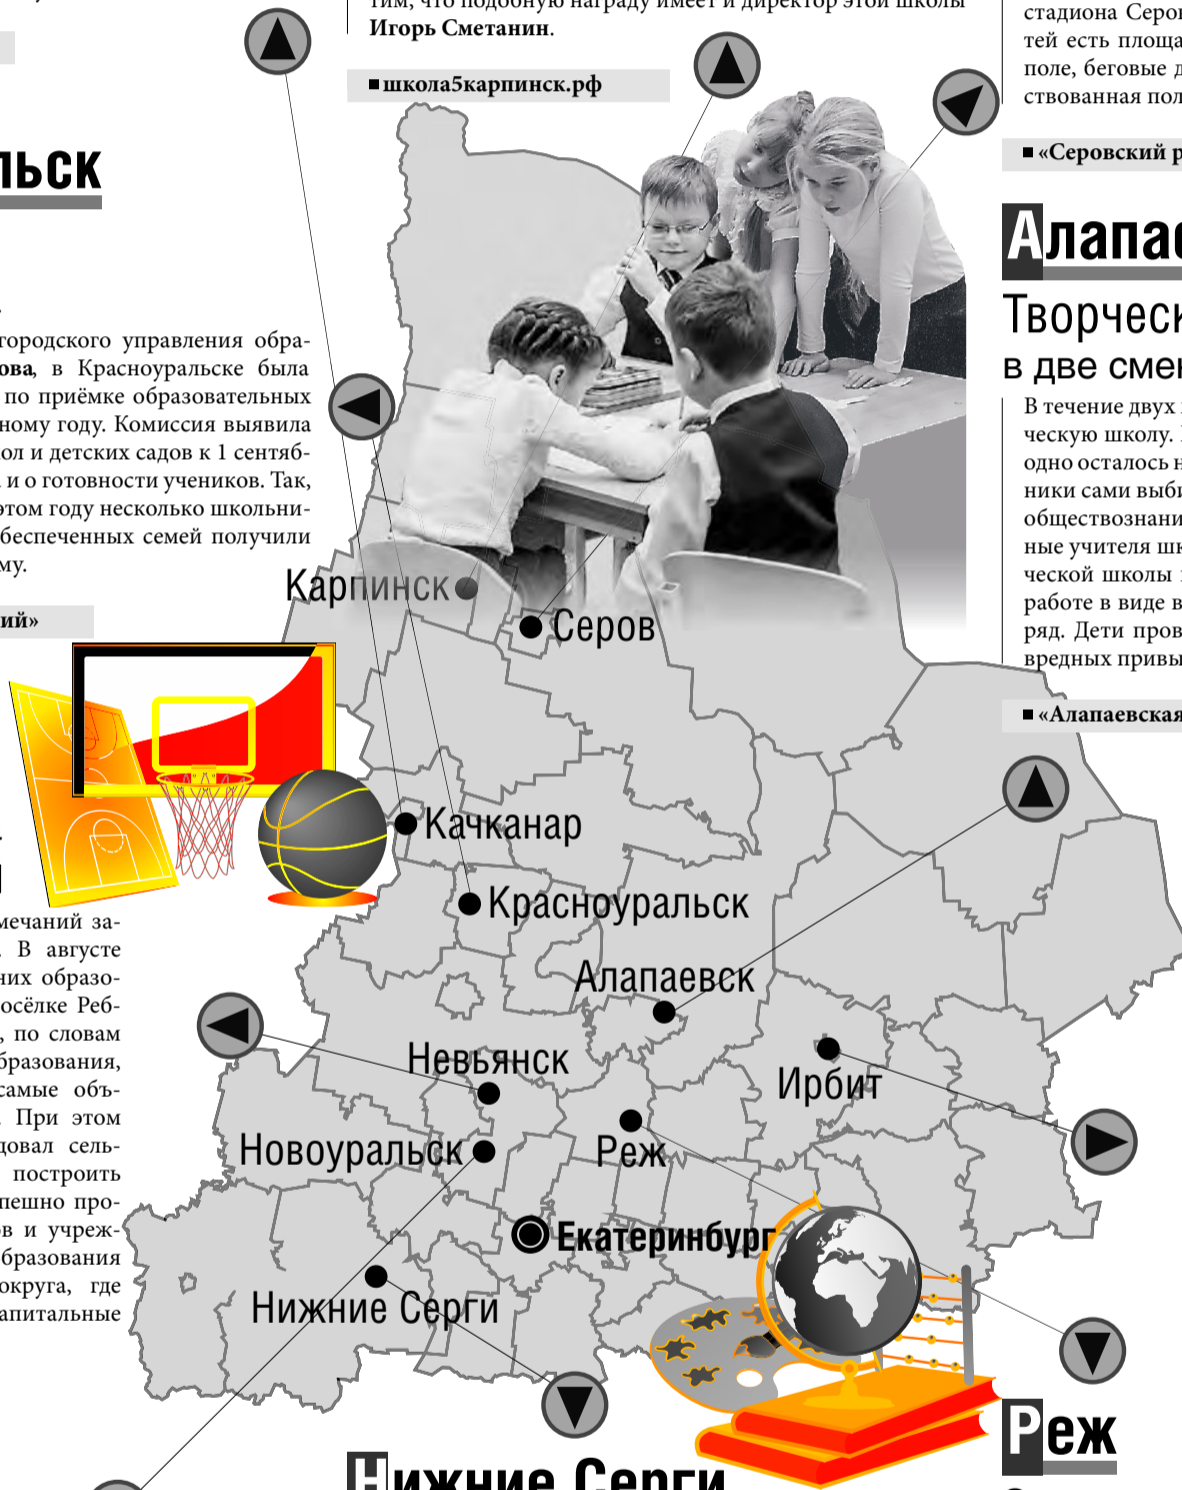 тим, что подобную награду имеет и директор этой школы
Игорь Сметанин.
школа5карпинск.рф
льск
городского управления обра-
ова, в Красноуральске была
по приёмке образовательных
ному году. Комиссия выявила
ол и детских садов к 1 сентяб-
и о готовности учеников. Так,
этом году несколько школьни-
беспеченных семей получили
му.
ий»
мечаний за-
В августе
них образо-
осёлке Реб-
, по словам
бразования,
самые объ-
. При этом
довал сель-
построить
пешно про-
ов и учреж-
бразования
округа, где
апитальные
Карпинск
Серов
Качканар
Красноуральск
Алапаевск
Невьянск
Ирбит
Новоуральск
Реж
Екатеринбург
Нижние Серги
Нижние Серги
стадиона Серов
тей есть площа
поле, беговые д
ствованная пол
«Серовский р
Алапаев
Творческ
в две смен
В течение двух
ческую школу.
одно осталось н
ники сами выби
обществознани
ные учителя шк
ческой школы
работе в виде в
ряд. Дети пров
вредных привы
«Алапаевская
Реж